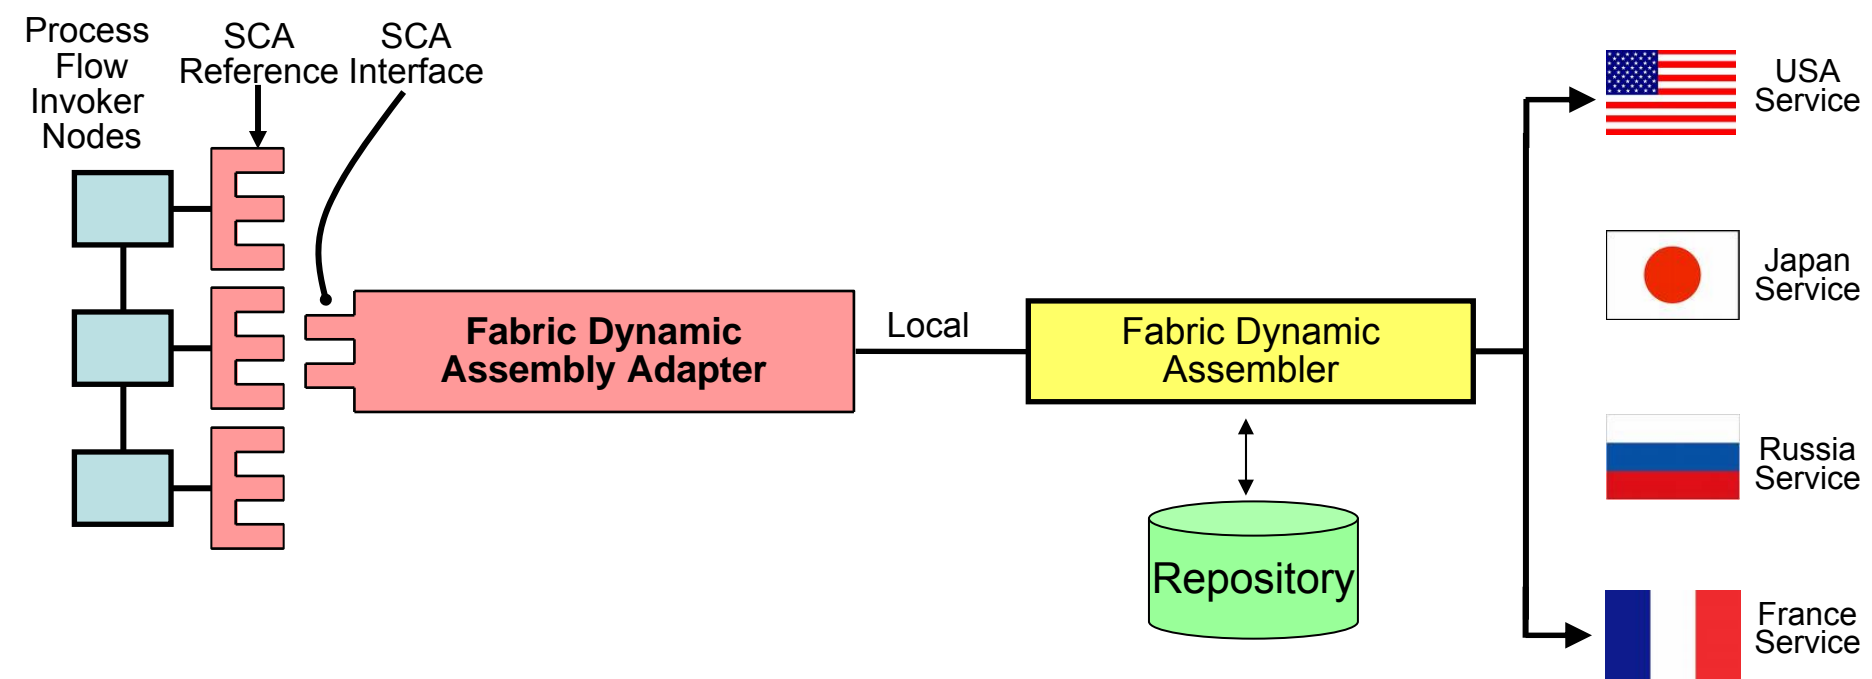 Process
Flow
Invoker
Nodes
SCA
Reference
SCA
Interface
Fabric Dynamic
Assembly Adapter
Local
Fabric Dynamic
Assembler
Repository
USA
Service
Japan
Service
Russia
Service
France
Service